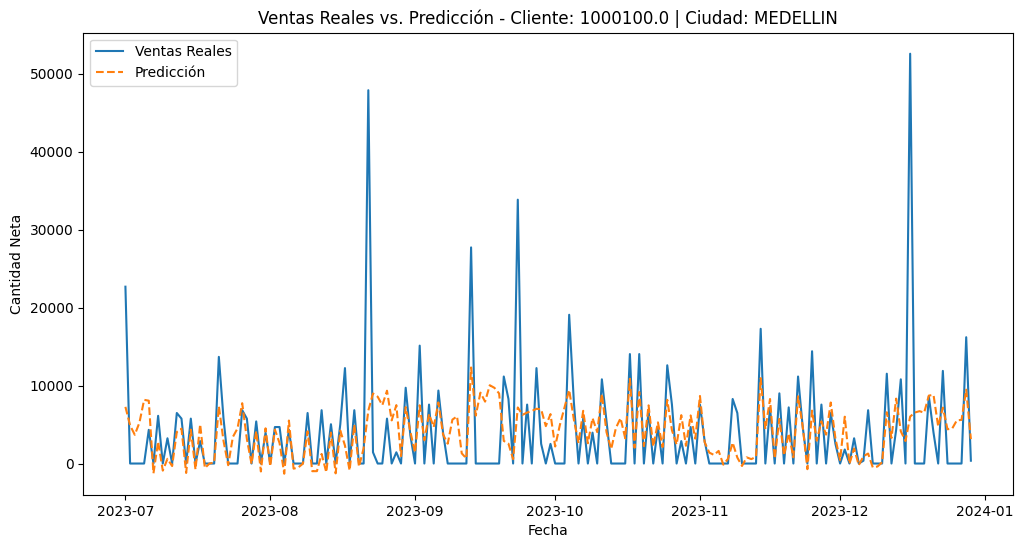 Ventas Reales vs. Predicción - Cliente: 1000100.0 | Ciudad: MEDELLIN
Ventas Reales
Predicción
Cantidad Neta
50000
40000
30000
20000
10000
0
2023-07
2023-08
2023-09
2023-10
2023-11
2023-12
2024-01
Fecha